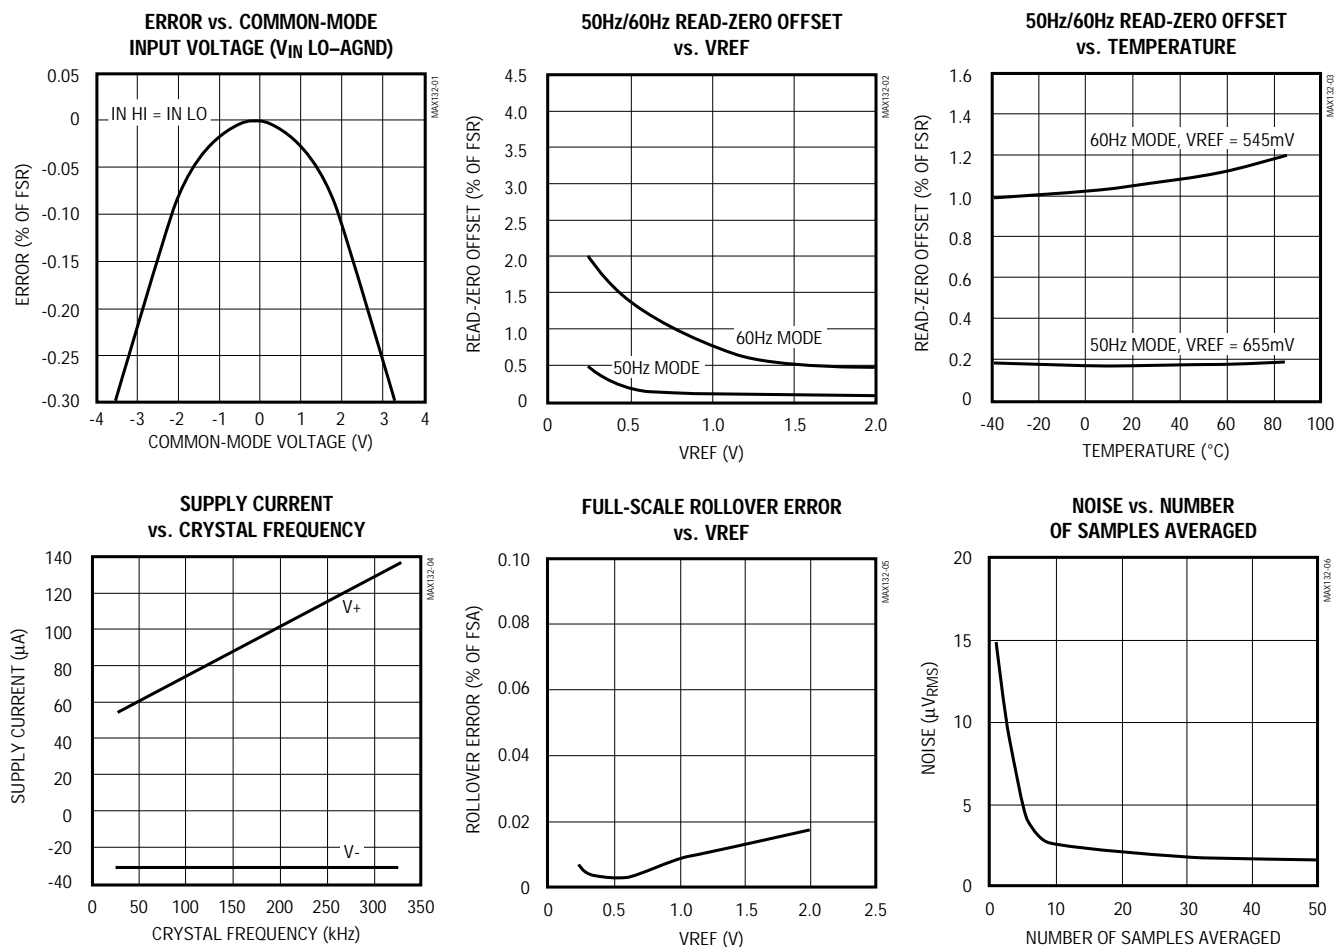 ERROR vs. COMMON-MODE
INPUT VOLTAGE (VIN LO–AGND)
MAX132-01
0.05
0
-0.05
-0.10
-0.15
-0.20
-0.25
-0.30
ERROR (% OF FSR)
IN HI = IN LO
-4
-3
-2
-1
0
1
2
3
4
COMMON-MODE VOLTAGE (V)
50Hz/60Hz READ-ZERO OFFSET
vs. VREF
MAX132-02
4.5
4.0
3.5
3.0
2.5
2.0
1.5
1.0
0.5
0
READ-ZERO OFFSET (% OF FSR)
60Hz MODE
50Hz MODE
0
0.5
1.0
1.5
2.0
VREF (V)
50Hz/60Hz READ-ZERO OFFSET
vs. TEMPERATURE
MAX132-03
1.6
1.4
1.2
1.0
0.8
0.6
0.4
0.2
0
READ-ZERO OFFSET (% OF FSR)
60Hz MODE, VREF = 545mV
50Hz MODE, VREF = 655mV
-40
-20
0
20
40
60
80
100
TEMPERATURE (°C)
SUPPLY CURRENT
vs. CRYSTAL FREQUENCY
MAX132-04
140
120
100
80
60
40
20
0
-20
-40
SUPPLY CURRENT (µA)
V+
V-
0
50
100
150
200
250
300
350
CRYSTAL FREQUENCY (kHz)
FULL-SCALE ROLLOVER ERROR
vs. VREF
MAX132-05
0.10
0.08
0.06
0.04
0.02
0
ROLLOVER ERROR (% OF FSA)
0
0.5
1.0
1.5
2.0
2.5
VREF (V)
NOISE vs. NUMBER
OF SAMPLES AVERAGED
MAX132-06
20
15
10
5
0
NOISE (µVRMS)
0
10
20
30
40
50
NUMBER OF SAMPLES AVERAGED